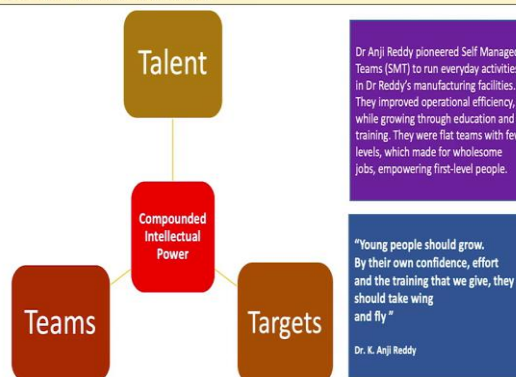 Talent
Compounded
Intellectual
Power
Teams
Targets
Dr Anji Reddy pioneered Self Managed
Teams (SMT) to run everyday activities
in Dr Reddy's manufacturing facilities.
They improved operational efficiency,
while growing through education and
training. They were flat teams with few
levels, which made for wholesome
jobs, empowering first-level people.
"Young people should grow.
By their own confidence, effort
and the training that we give, they
should take wing
and fly "
Dr. K. Anji Reddy